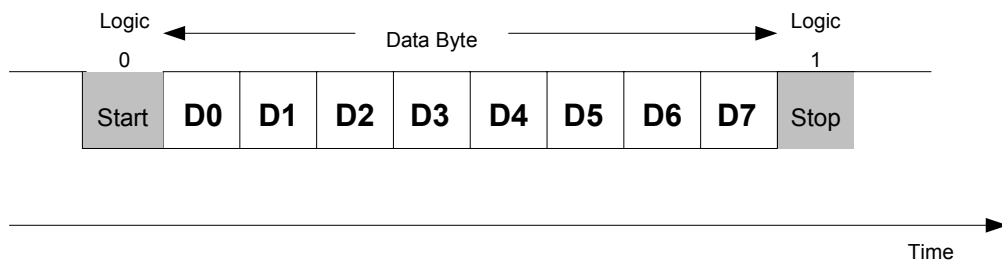 Logic Logic
Data Byte
0 1
Start D0 D1 D2 D3 D4 D5 D6 D7 Stop
Time